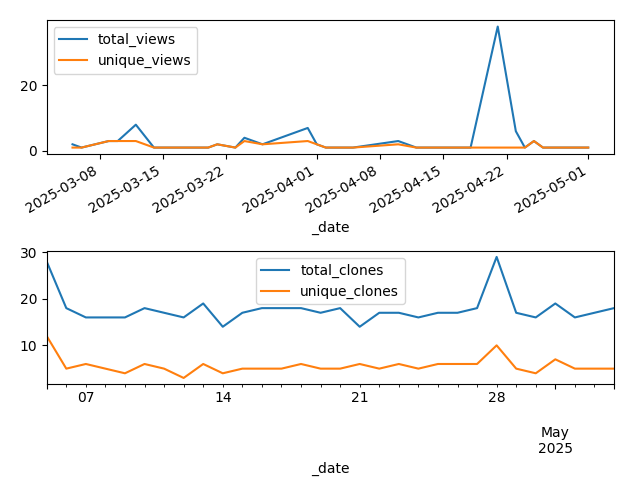 total_views
unique_views
20
0
2025-03-08
2025-03-15
2025-03-22
2025-04-01
2025-04-08
2025-04-15
2025-04-22
2025-05-01
_date
30
total_clones
unique_clones
20
10
07
14
21
28
May
2025
_date